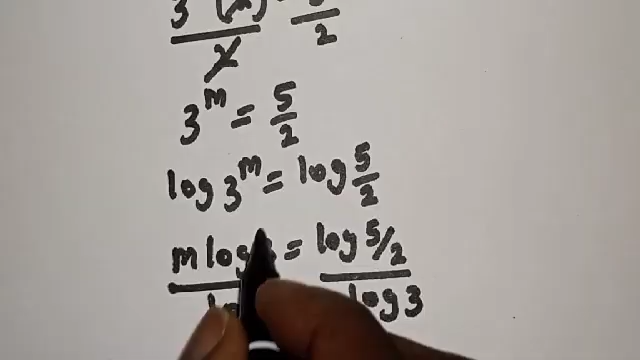 3^m = 5/2
log 3^m = log 5/2
m log = log 5/2
log 3